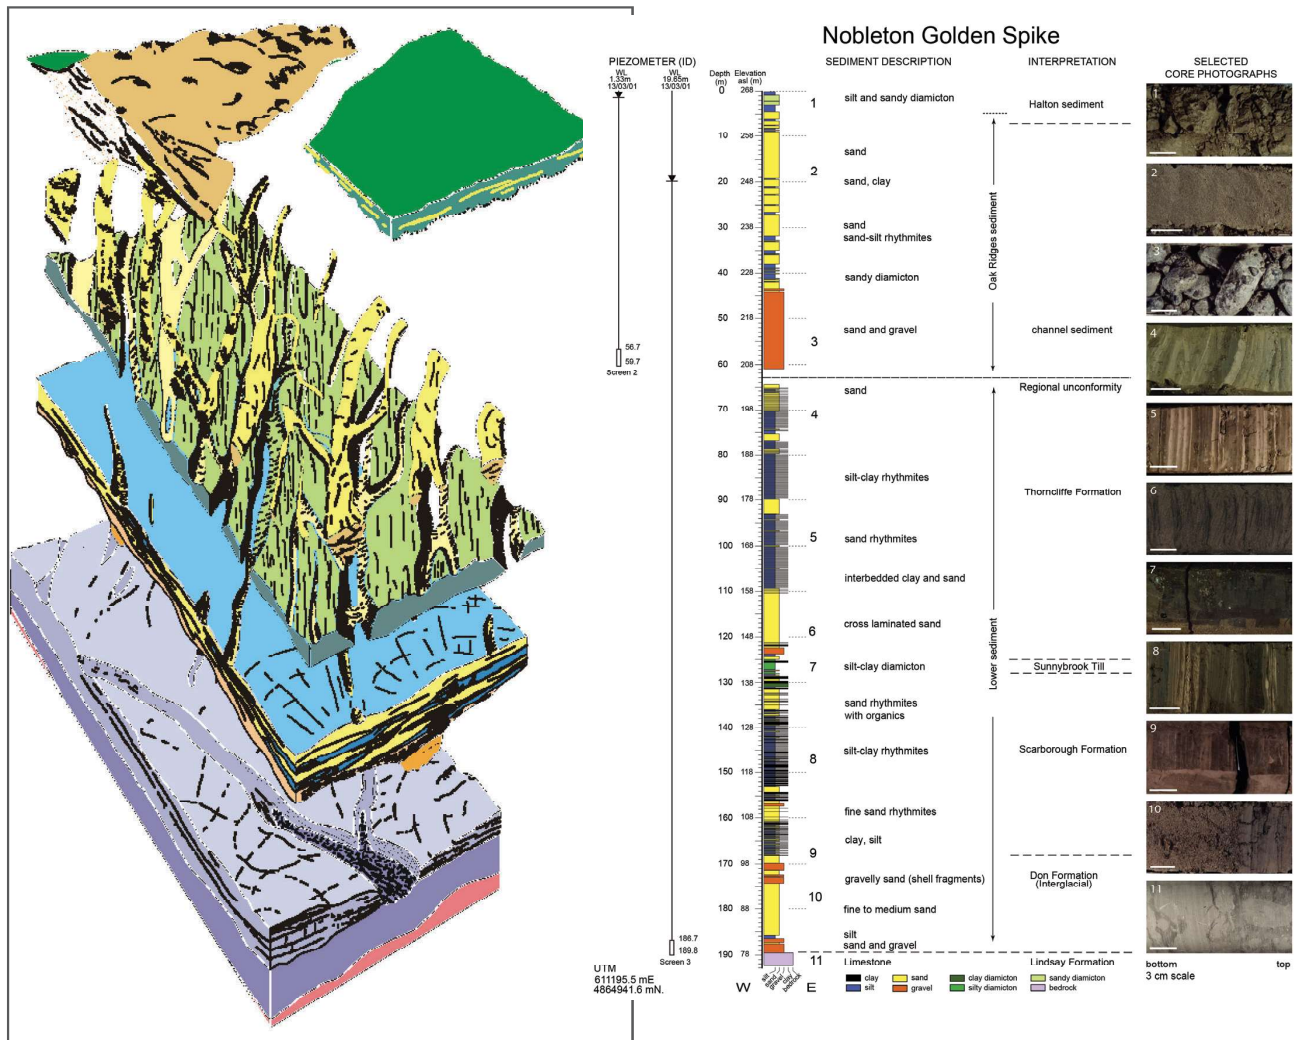 Nobleton Golden Spike
PIEZOMETER (ID)
WL
1.33m
13/03/01
WL
19.65m
13/03/01
56.7
59.7
Screen 2
186.7
189.8
Screen 3
UTM
611195.5 mE
4864941.6 mN.
Depth
(m)
0
10
20
30
40
50
60
70
80
90
100
110
120
130
140
150
160
170
180
190
Elevation
asl (m)
268
258
248
238
228
218
208
198
188
178
168
158
148
138
128
118
108
98
88
78
SEDIMENT DESCRIPTION
1
silt and sandy diamicton
sand
2
sand, clay
sand
sand-silt rhythmites
sandy diamicton
sand and gravel
3
sand
4
silt-clay rhythmites
5
sand rhythmites
interbedded clay and sand
cross laminated sand
6
7
silt-clay diamicton
sand rhythmites
with organics
silt-clay rhythmites
8
fine sand rhythmites
clay, silt
9
gravelly sand (shell fragments)
10
fine to medium sand
silt
sand and gravel
11
Limestone
INTERPRETATION
Halton sediment
Oak Ridges sediment
channel sediment
Regional unconformity
Thorncliffe Formation
Lower sediment
Sunnybrook Till
Scarborough Formation
Don Formation
(Interglacial)
Lindsay Formation
SELECTED
CORE PHOTOGRAPHS
1
2
3
4
5
6
7
8
9
10
11
bottom
top
3 cm scale
W
silt
sand
gravel
clay
bedrock
E
clay
sand
clay diamicton
sandy diamicton
silt
gravel
silty diamicton
bedrock